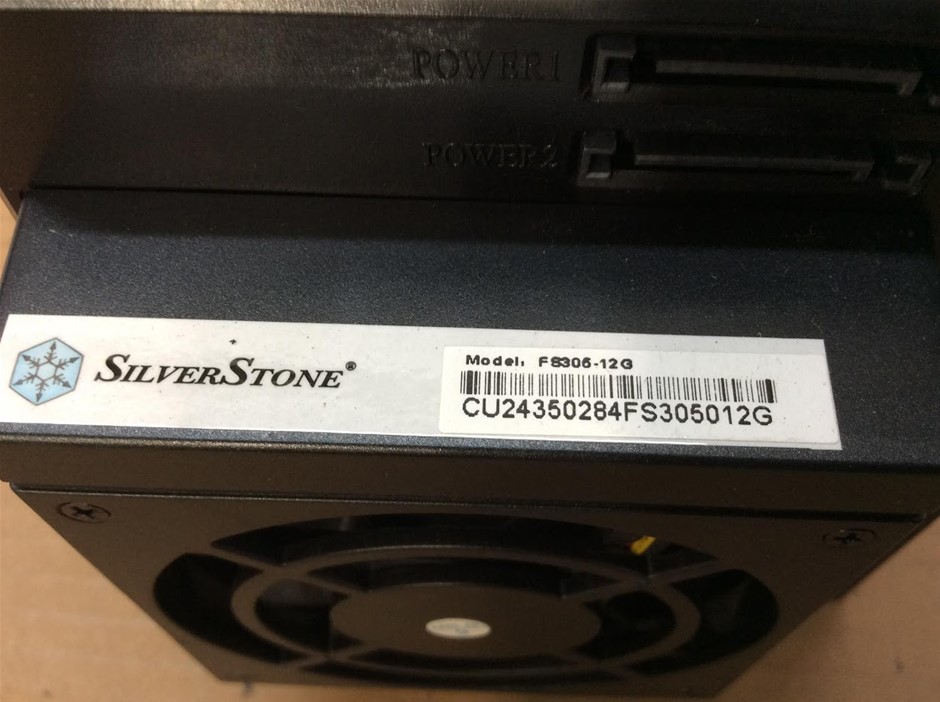 POWER1
POWER2
SILVERSTONE®
Model: FS305-12G
CU24350284FS305012G